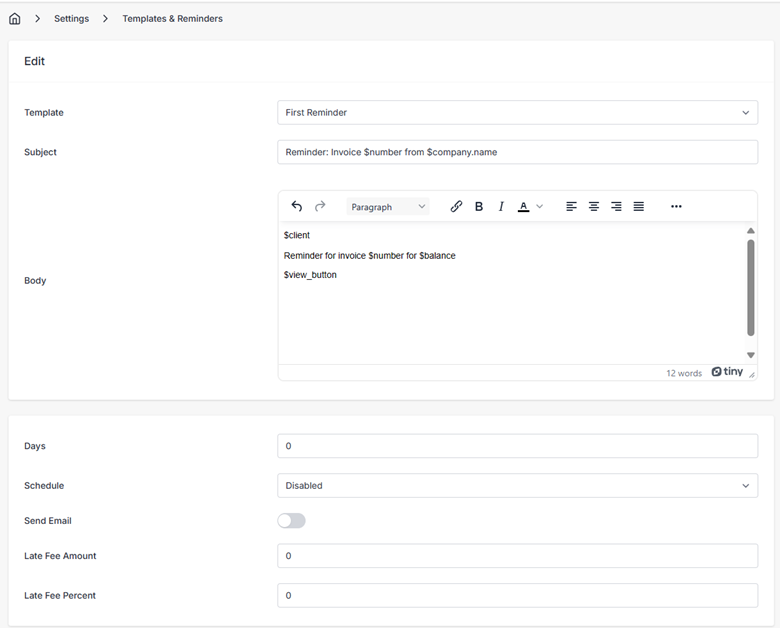 Settings Templates & Reminders
Edit
Template First Reminder
Subject Reminder: Invoice $number from $company.name
Paragraph B I A
$client
Reminder for invoice $number for $balance
Body
$view_button
12 words tiny
Days 0
Schedule Disabled
Send Email
Late Fee Amount 0
Late Fee Percent 0